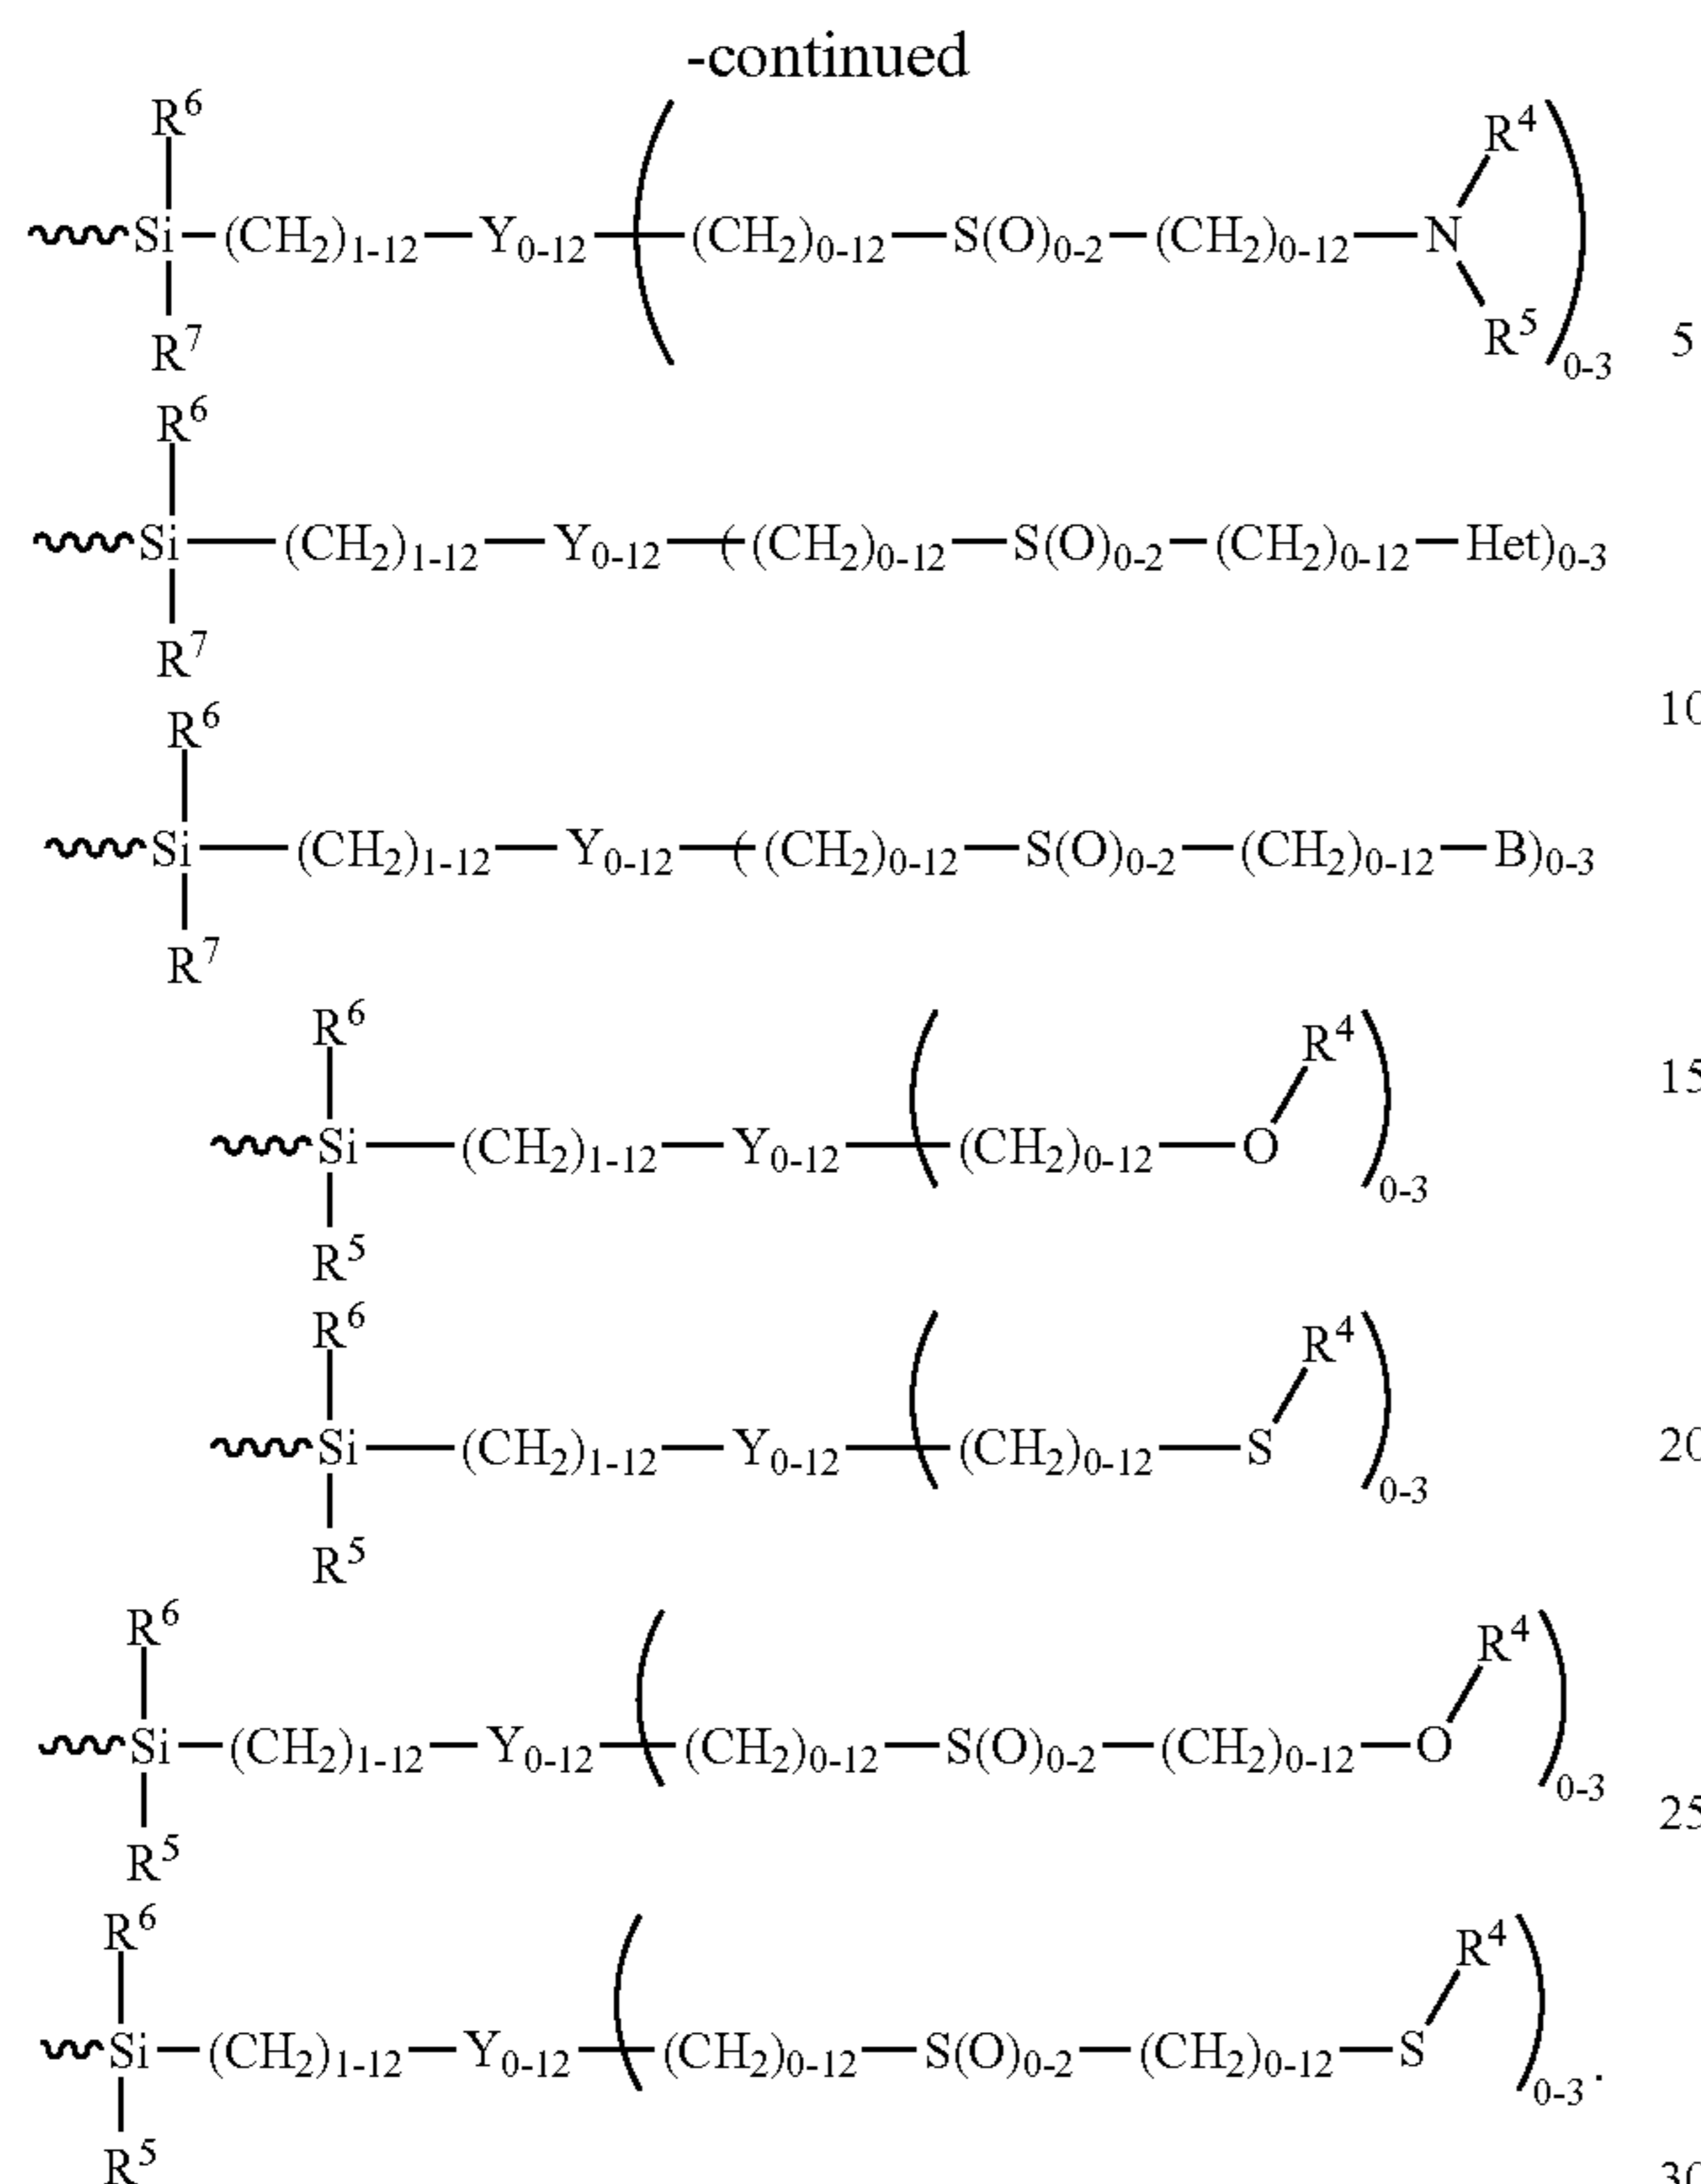 -continued
R⁶ R⁴
Si—(CH₂)₁₋₁₂—Y₀₋₁₂—((CH₂)₀₋₁₂—S(O)₀₋₂—(CH₂)₀₋₁₂—N
R⁷ R⁵)₀₋₃ 5
R⁶
Si—(CH₂)₁₋₁₂—Y₀₋₁₂—((CH₂)₀₋₁₂—S(O)₀₋₂—(CH₂)₀₋₁₂—Het)₀₋₃
R⁷
10
R⁶
Si—(CH₂)₁₋₁₂—Y₀₋₁₂—((CH₂)₀₋₁₂—S(O)₀₋₂—(CH₂)₀₋₁₂—B)₀₋₃
R⁷
R⁶ R⁴ 15
Si—(CH₂)₁₋₁₂—Y₀₋₁₂—((CH₂)₀₋₁₂—O)₀₋₃
R⁵
R⁶ R⁴
Si—(CH₂)₁₋₁₂—Y₀₋₁₂—((CH₂)₀₋₁₂—S)₀₋₃ 20
R⁵
R⁶ R⁴
Si—(CH₂)₁₋₁₂—Y₀₋₁₂—((CH₂)₀₋₁₂—S(O)₀₋₂—(CH₂)₀₋₁₂—O)₀₋₃
25
R⁵
R⁶ R⁴
Si—(CH₂)₁₋₁₂—Y₀₋₁₂—((CH₂)₀₋₁₂—S(O)₀₋₂—(CH₂)₀₋₁₂—S)₀₋₃.
R⁵ 30